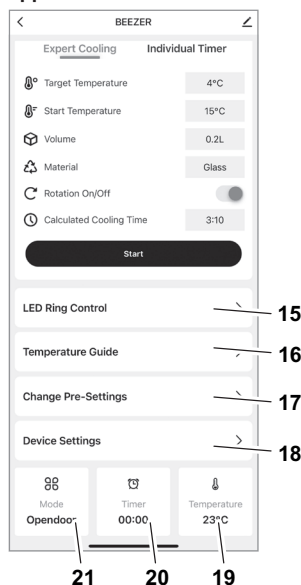 BEEZER
Expert Cooling Individual Timer
Target Temperature 4°C
Start Temperature 15°C
Volume 0.2L
Material Glass
Rotation On/Off
Calculated Cooling Time 3:10
Start
LED Ring Control
15
Temperature Guide
16
Change Pre-Settings
17
Device Settings
18
Mode Timer Temperature
Opendoor 00:00 23°C
21 20 19